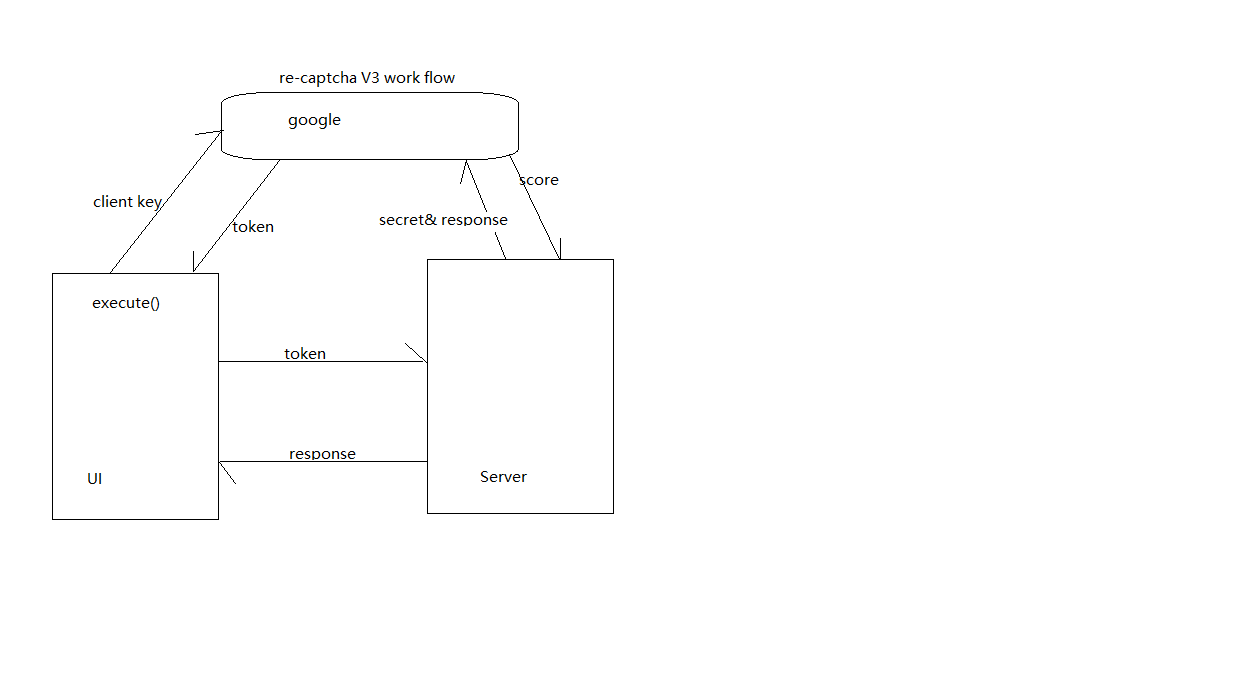 re-captcha V3 work flow
google
score
client key
secret& response
token
execute()
token
response
Server
UI